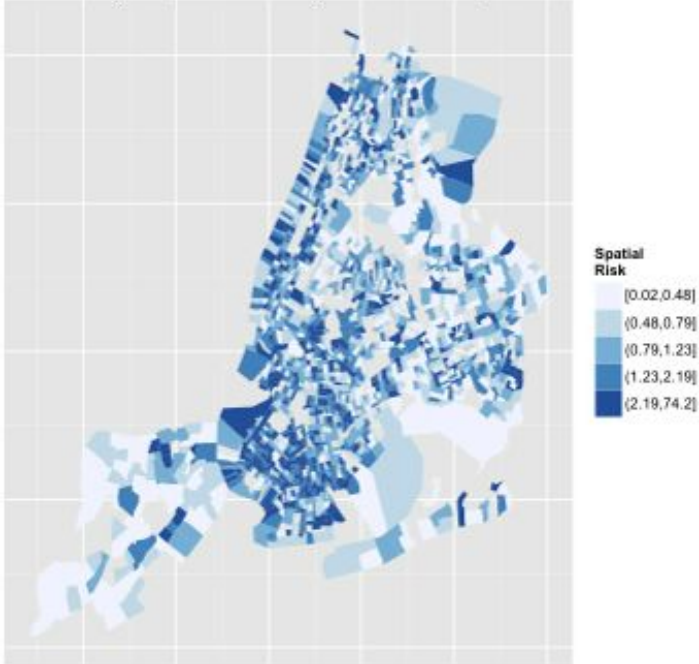 Spatial
Risk
[0.02,0.48]
(0.48,0.79]
(0.79,1.23]
(1.23,2.19]
(2.19,74.2]